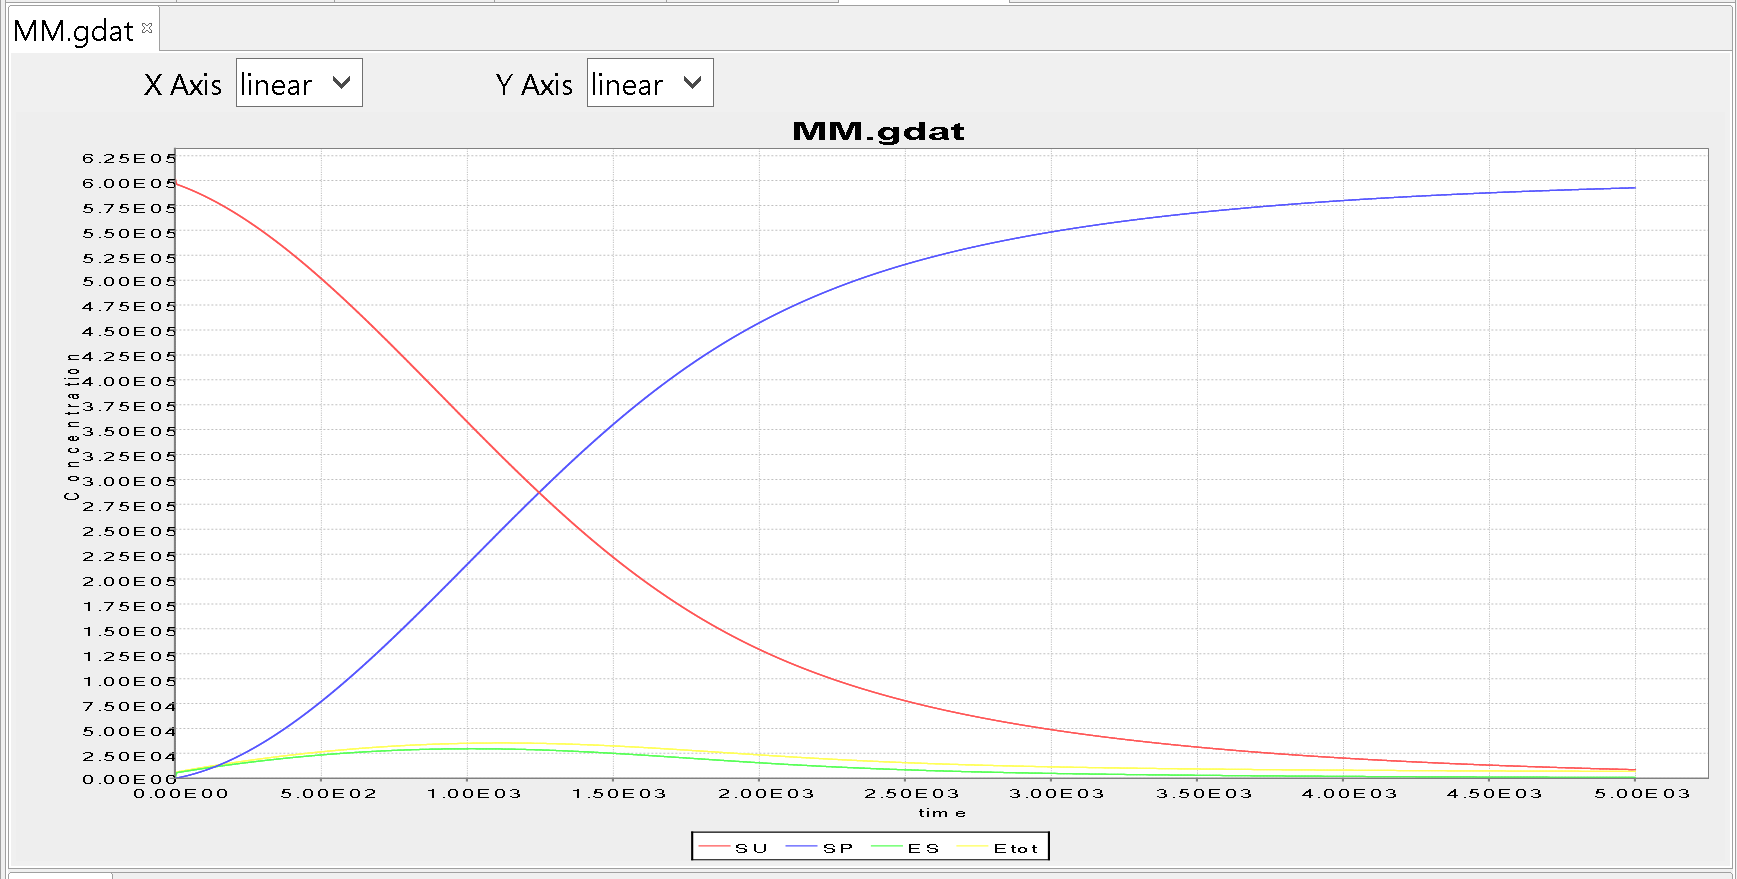 MM.gdat
X Axis linear Y Axis linear
MM.gdat
6.25E05
6.00E05
5.75E05
5.50E05
5.25E05
5.00E05
4.75E05
4.50E05
4.25E05
4.00E05
3.75E05
3.50E05
3.25E05
3.00E05
2.75E05
2.50E05
2.25E05
2.00E05
1.75E05
1.50E05
1.25E05
1.00E05
7.50E04
5.00E04
2.50E04
0.00E00
Concentration
0.00E00 5.00E02 1.00E03 1.50E03 2.00E03 2.50E03 3.00E03 3.50E03 4.00E03 4.50E03 5.00E03
time
SU SP ES Etot